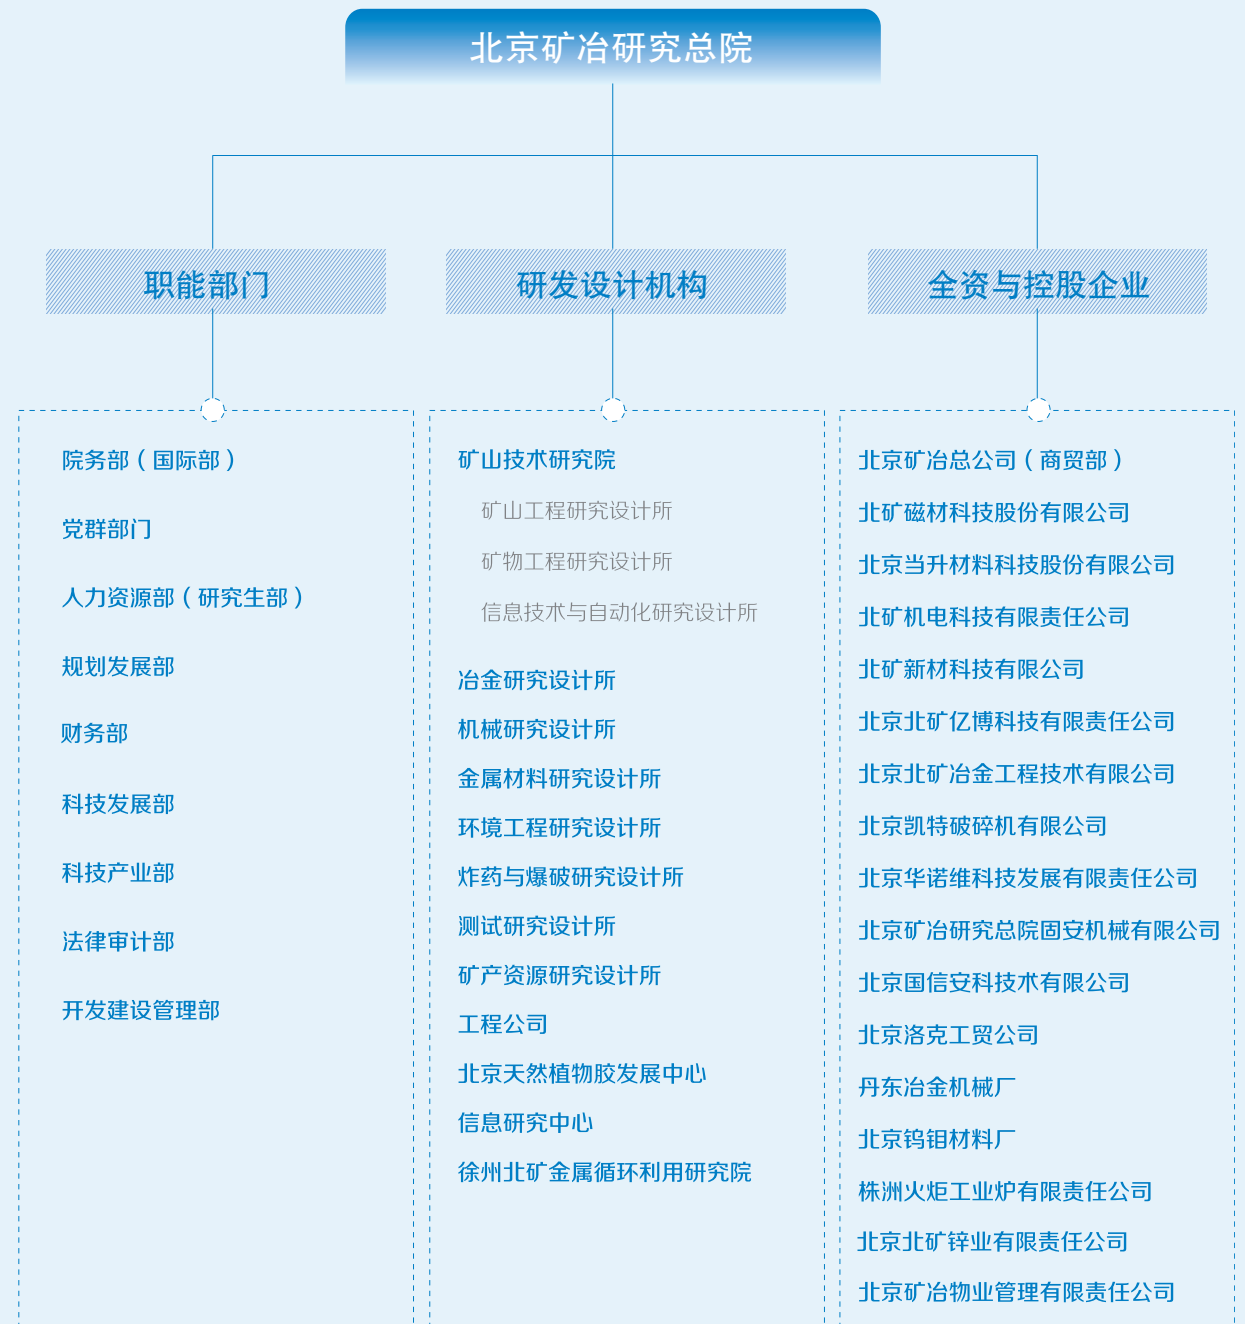 北京矿冶研究总院
职能部门
研发设计机构
全资与控股企业
院务部（国际部）
党群部门
人力资源部（研究生部）
规划发展部
财务部
科技发展部
科技产业部
法律审计部
开发建设管理部
矿山技术研究院
矿山工程研究设计所
矿物工程研究设计所
信息技术与自动化研究设计所
冶金研究设计所
机械研究设计所
金属材料研究设计所
环境工程研究设计所
炸药与爆破研究设计所
测试研究设计所
矿产资源研究设计所
工程公司
北京天然植物胶发展中心
信息研究中心
徐州北矿金属循环利用研究院
北京矿冶总公司（商贸部）
北矿磁材科技股份有限公司
北京当升材料科技股份有限公司
北矿机电科技有限责任公司
北矿新材科技有限公司
北京北矿亿博科技有限责任公司
北京北矿冶金工程技术有限公司
北京凯特破碎机有限公司
北京华诺维科技发展有限责任公司
北京矿冶研究总院固安机械有限公司
北京国信安科技术有限公司
北京洛克工贸公司
丹东冶金机械厂
北京钨钼材料厂
株洲火炬工业炉有限责任公司
北京北矿锌业有限责任公司
北京矿冶物业管理有限责任公司